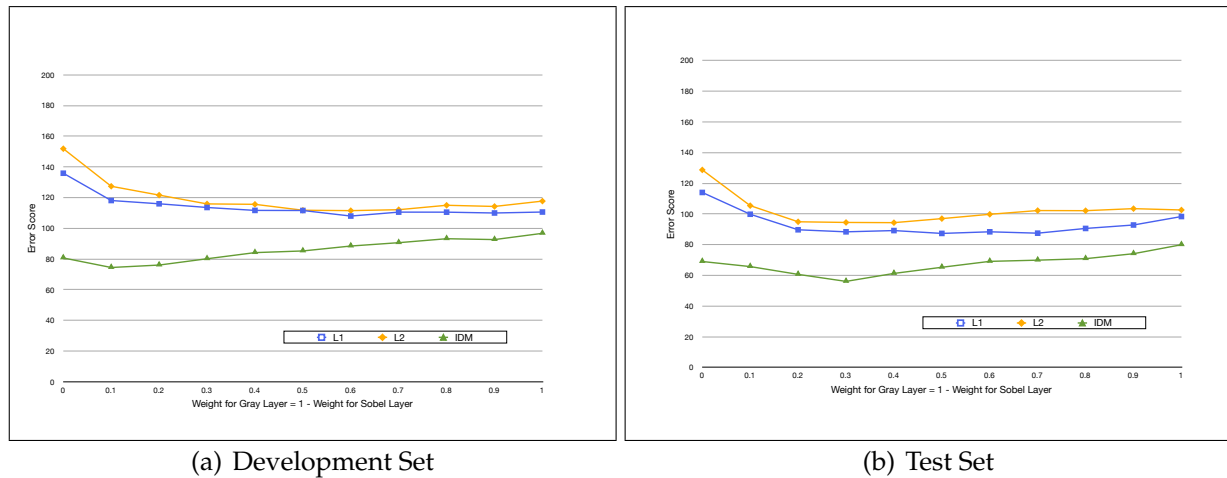 200
180
160
140
120
100
80
60
40
20
0
Error Score
L1 L2 IDM
0 0.1 0.2 0.3 0.4 0.5 0.6 0.7 0.8 0.9 1
Weight for Gray Layer = 1 - Weight for Sobel Layer
(a) Development Set
200
180
160
140
120
100
80
60
40
20
0
Error Score
L1 L2 IDM
0 0.1 0.2 0.3 0.4 0.5 0.6 0.7 0.8 0.9 1
Weight for Gray Layer = 1 - Weight for Sobel Layer
(b) Test Set